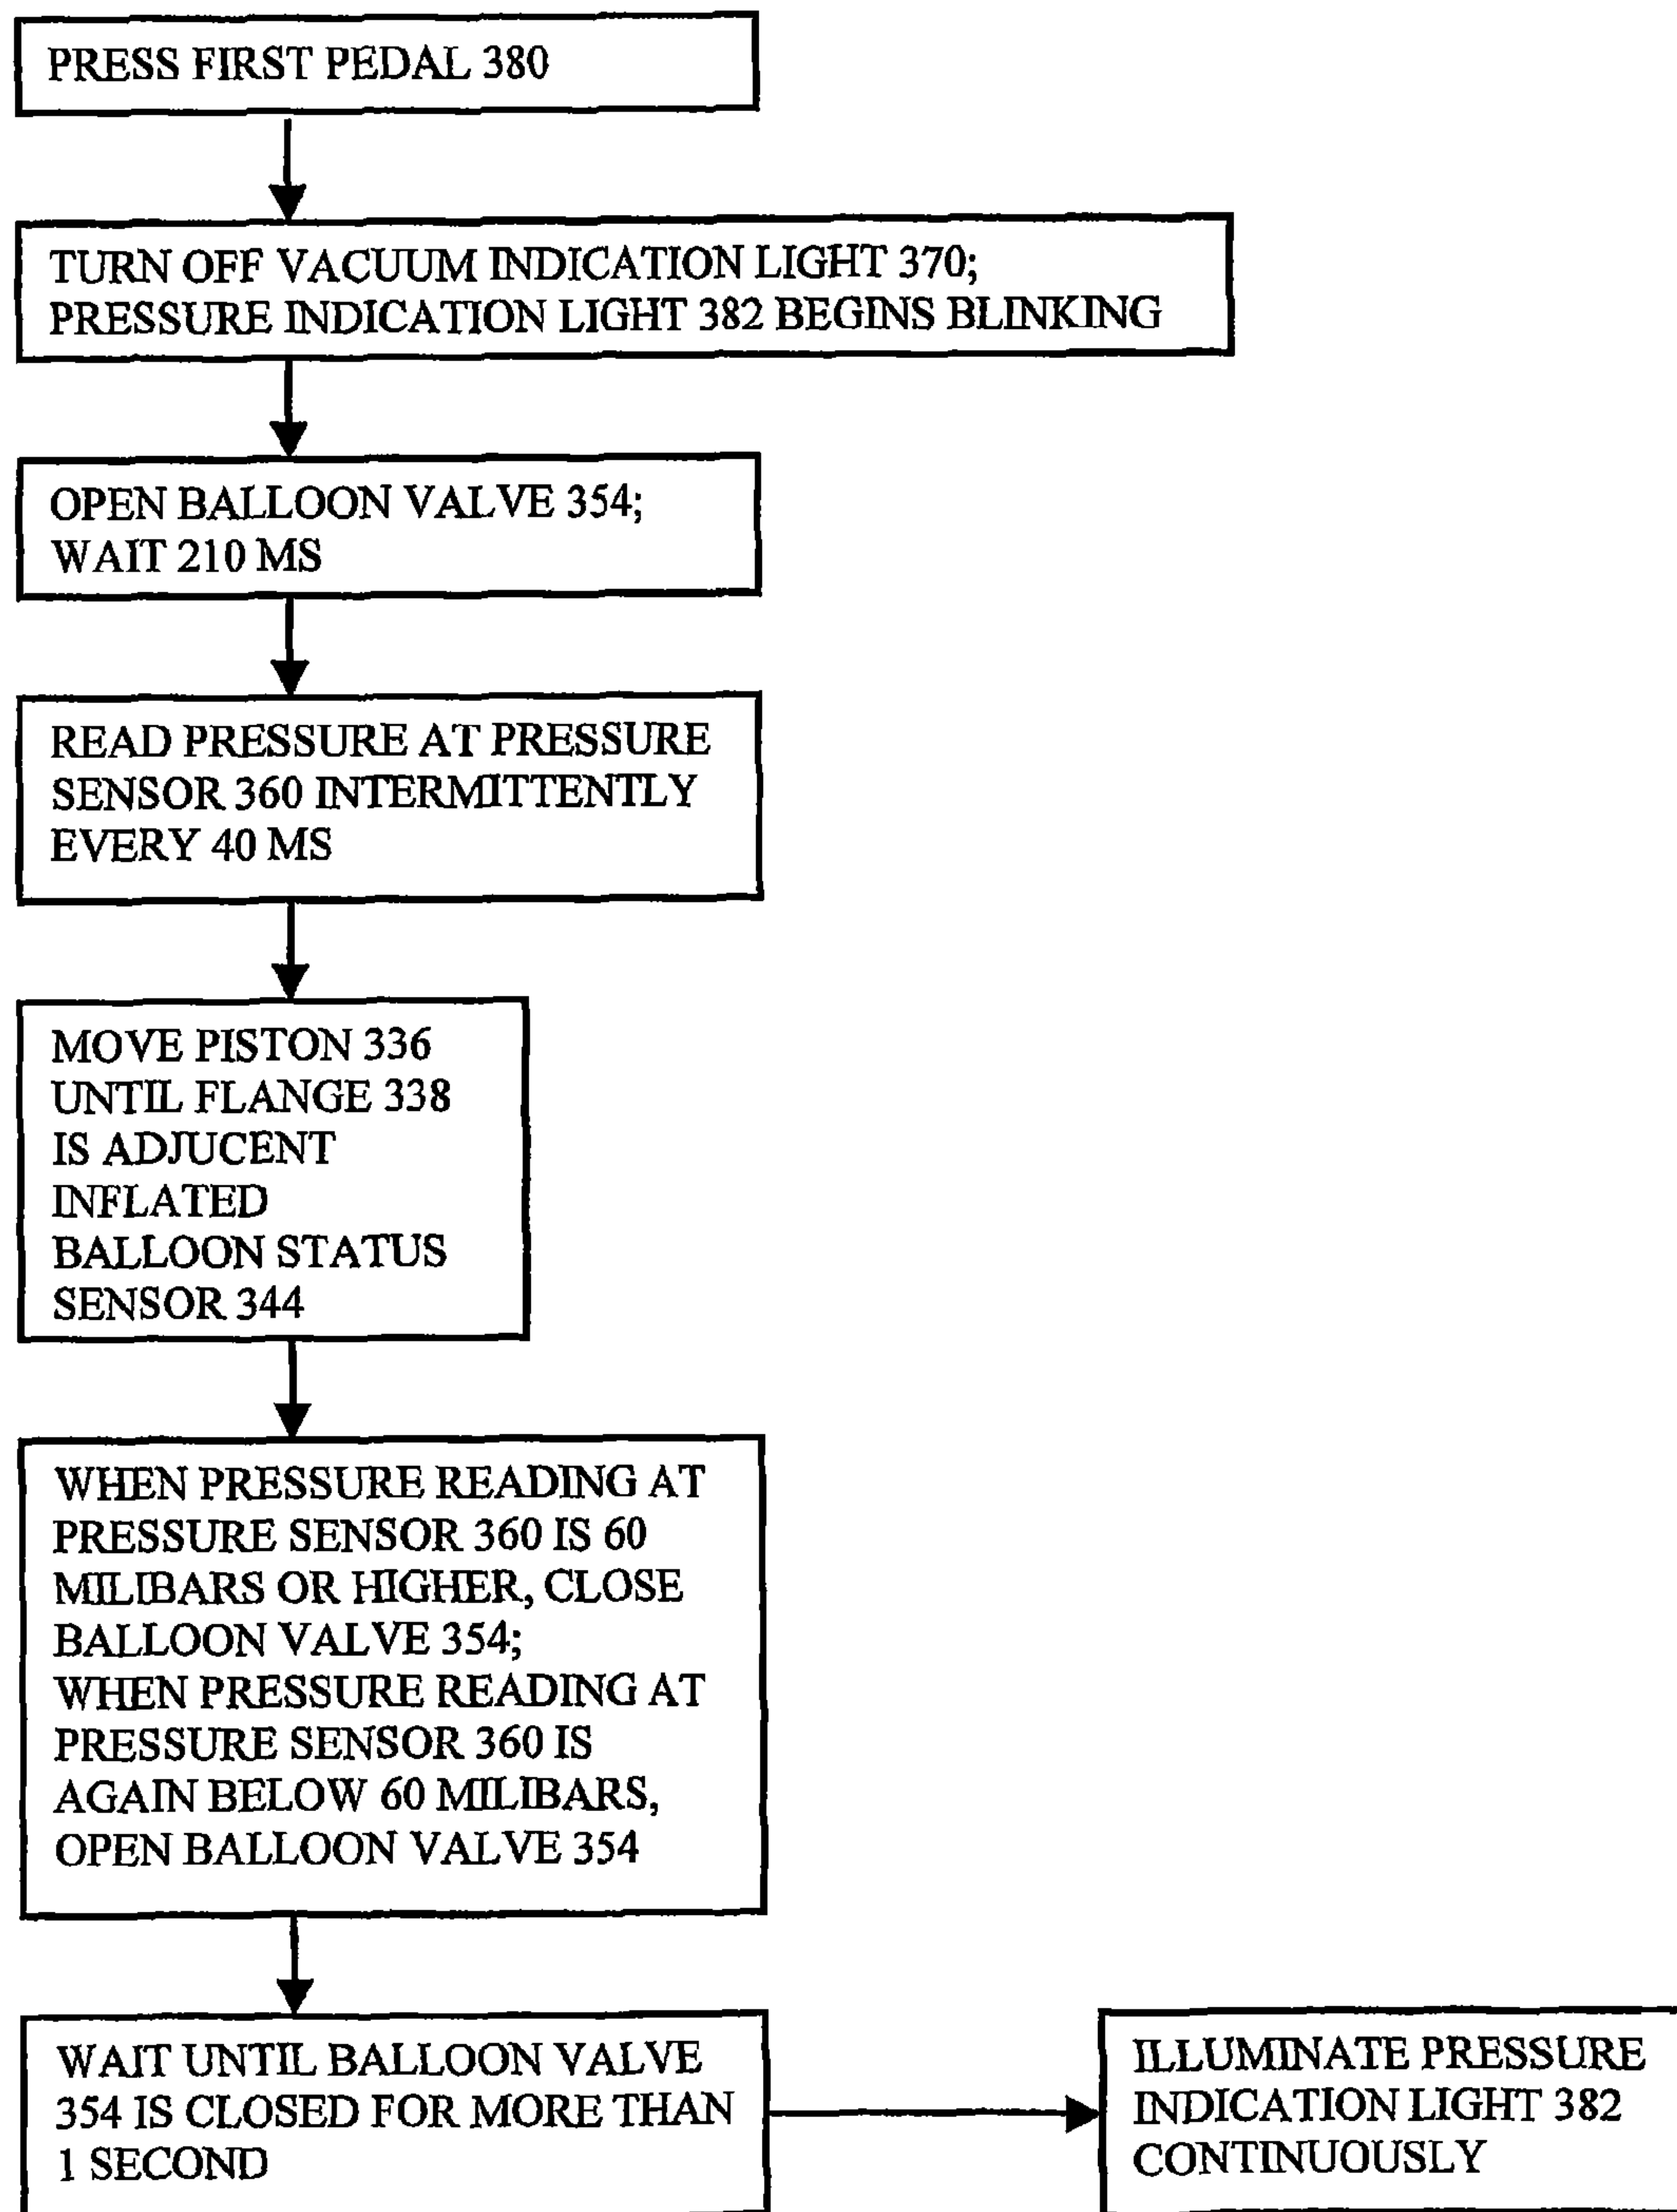 PRESS FIRST PEDAL 380
TURN OFF VACUUM INDICATION LIGHT 370;
PRESSURE INDICATION LIGHT 382 BEGINS BLINKING
OPEN BALLOON VALVE 354;
WAIT 210 MS
READ PRESSURE AT PRESSURE
SENSOR 360 INTERMITTENTLY
EVERY 40 MS
MOVE PISTON 336
UNTIL FLANGE 338
IS ADJUCENT
INFLATED
BALLOON STATUS
SENSOR 344
WHEN PRESSURE READING AT
PRESSURE SENSOR 360 IS 60
MILIBARS OR HIGHER, CLOSE
BALLOON VALVE 354;
WHEN PRESSURE READING AT
PRESSURE SENSOR 360 IS
AGAIN BELOW 60 MILIBARS,
OPEN BALLOON VALVE 354
WAIT UNTIL BALLOON VALVE
354 IS CLOSED FOR MORE THAN
1 SECOND
ILLUMINATE PRESSURE
INDICATION LIGHT 382
CONTINUOUSLY